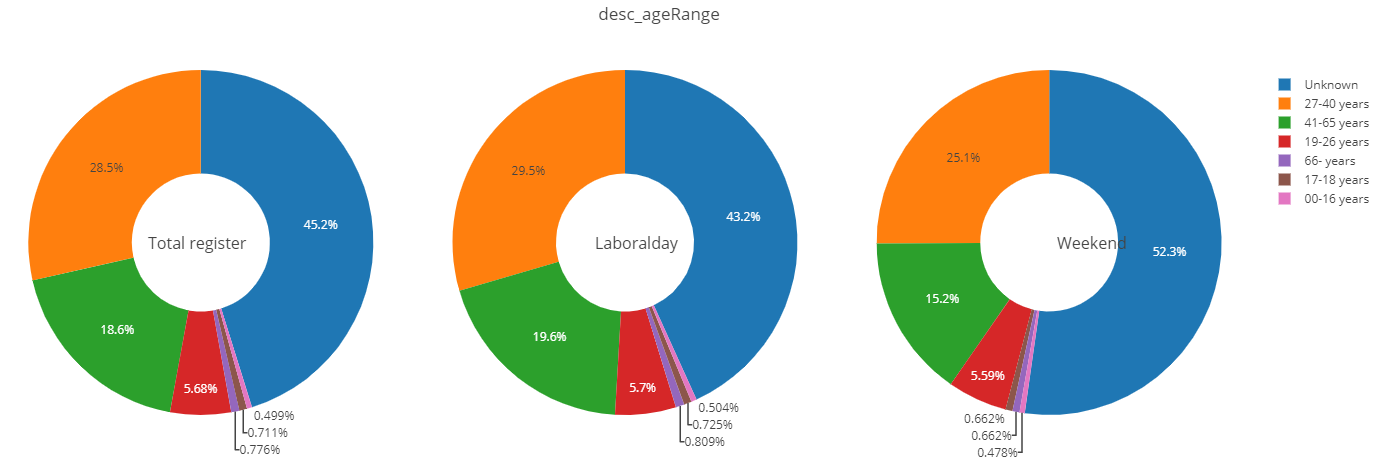 desc_ageRange
28.5%
45.2%
Total register
18.6%
5.68%
0.499%
0.711%
0.776%
29.5%
43.2%
Laboralday
19.6%
5.7%
0.504%
0.725%
0.809%
25.1%
52.3%
Weekend
15.2%
5.59%
0.662%
0.662%
0.478%
Unknown
27-40 years
41-65 years
19-26 years
66- years
17-18 years
00-16 years